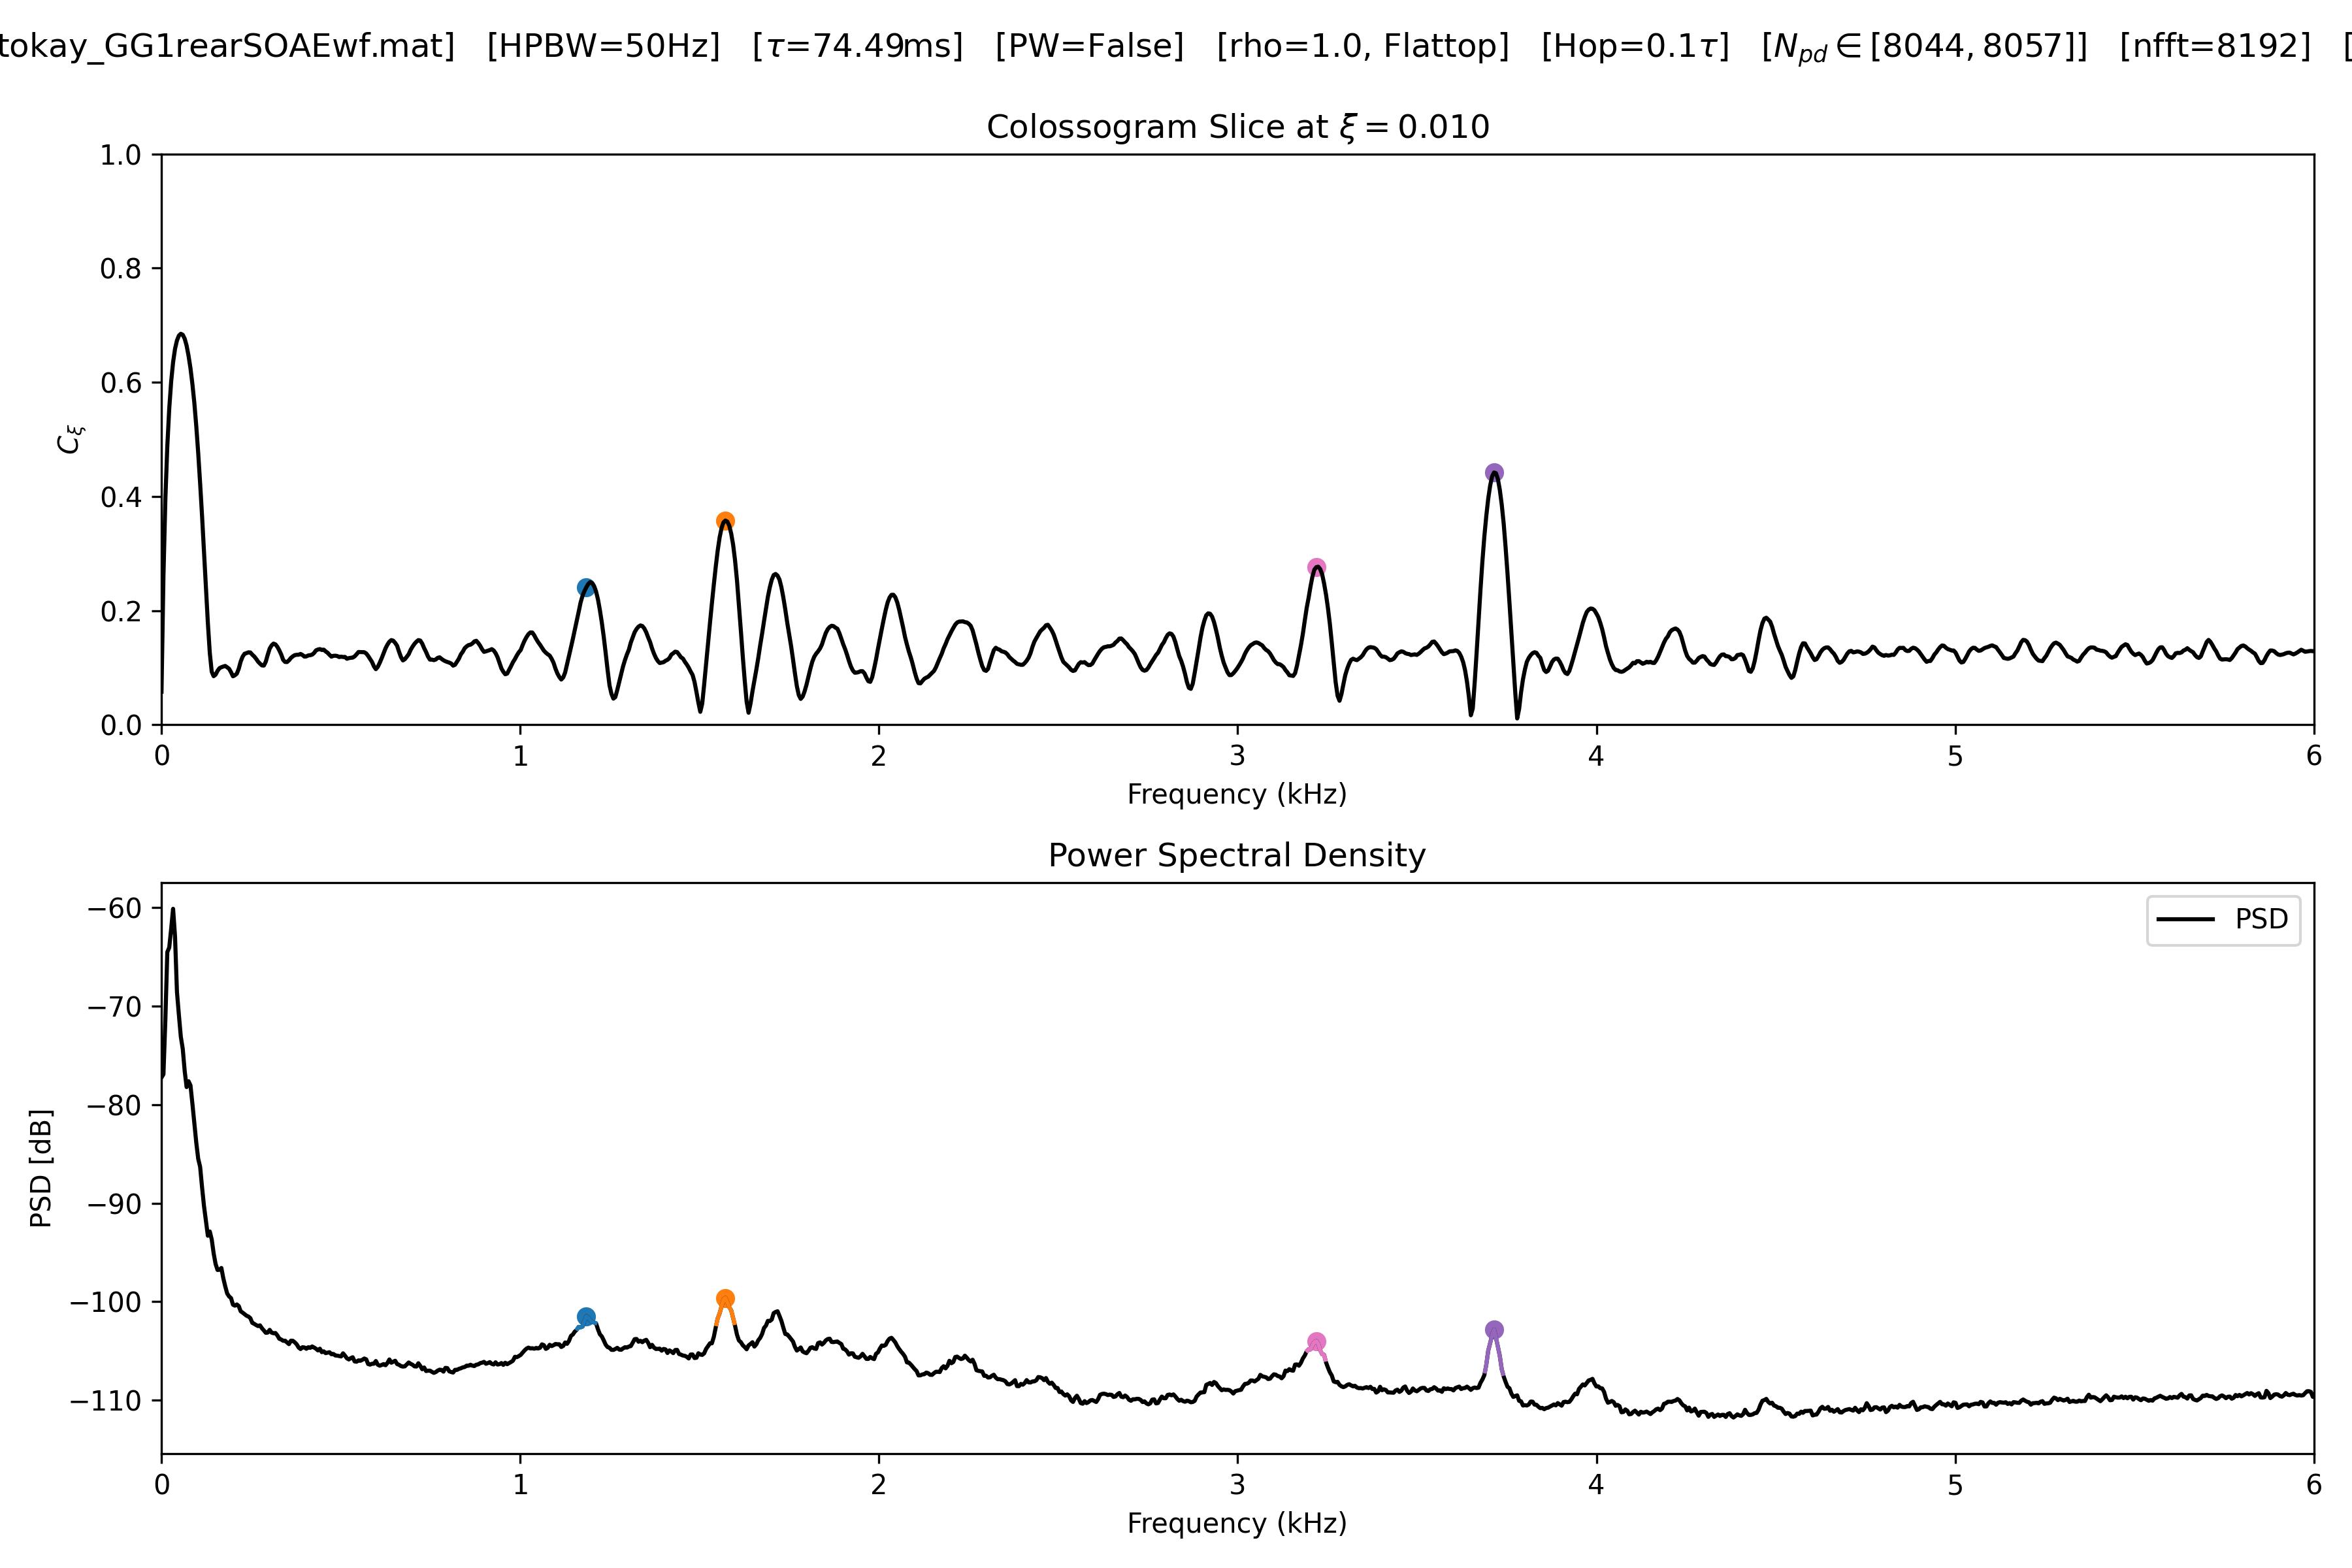 tokay_GG1rearSOAEwf.mat] [HPBW=50Hz] [τ=74.49ms] [PW=False] [rho=1.0, Flattop] [Hop=0.1τ] [N_pd ∈ [8044, 8057]] [nfft=8192] [
Colossogram Slice at ξ = 0.010
1.0
0.8
0.6
0.4
0.2
0.0
C_ξ
0 1 2 3 4 5 6
Frequency (kHz)
Power Spectral Density
−60
−70
−80
−90
−100
−110
PSD [dB]
PSD
0 1 2 3 4 5 6
Frequency (kHz)